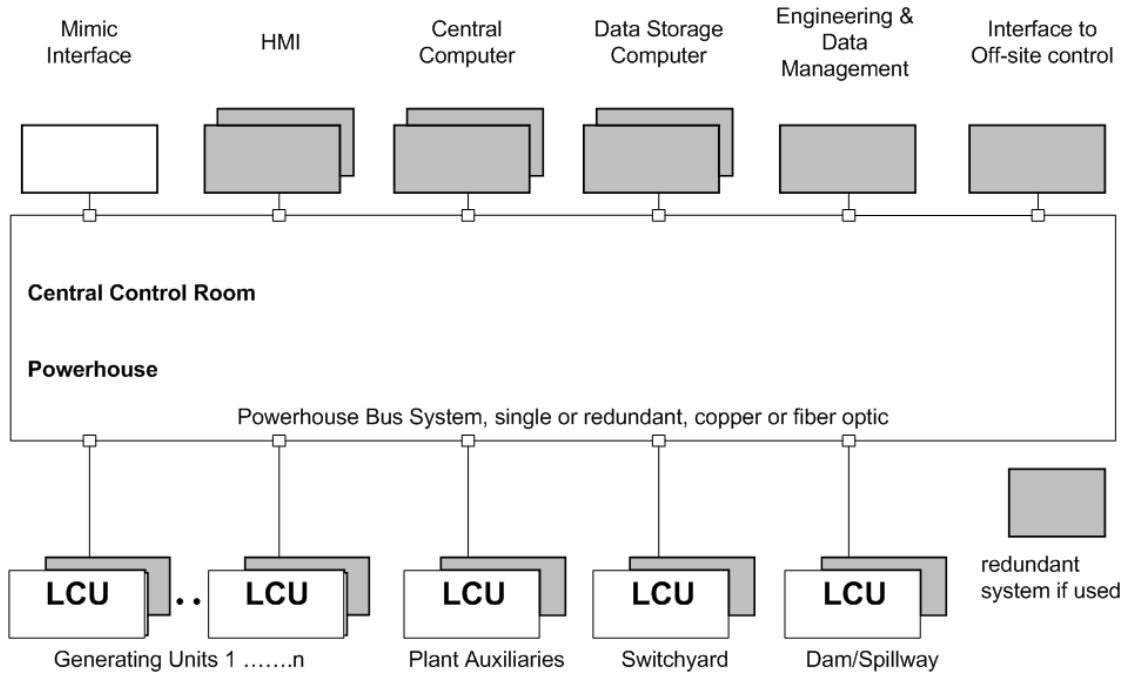 Mimic
Interface
HMI
Central
Computer
Data Storage
Computer
Engineering &
Data
Management
Interface to
Off-site control
Central Control Room
Powerhouse
Powerhouse Bus System, single or redundant, copper or fiber optic
LCU
..
LCU
LCU
LCU
LCU
redundant
system if used
Generating Units 1 .......n
Plant Auxiliaries
Switchyard
Dam/Spillway